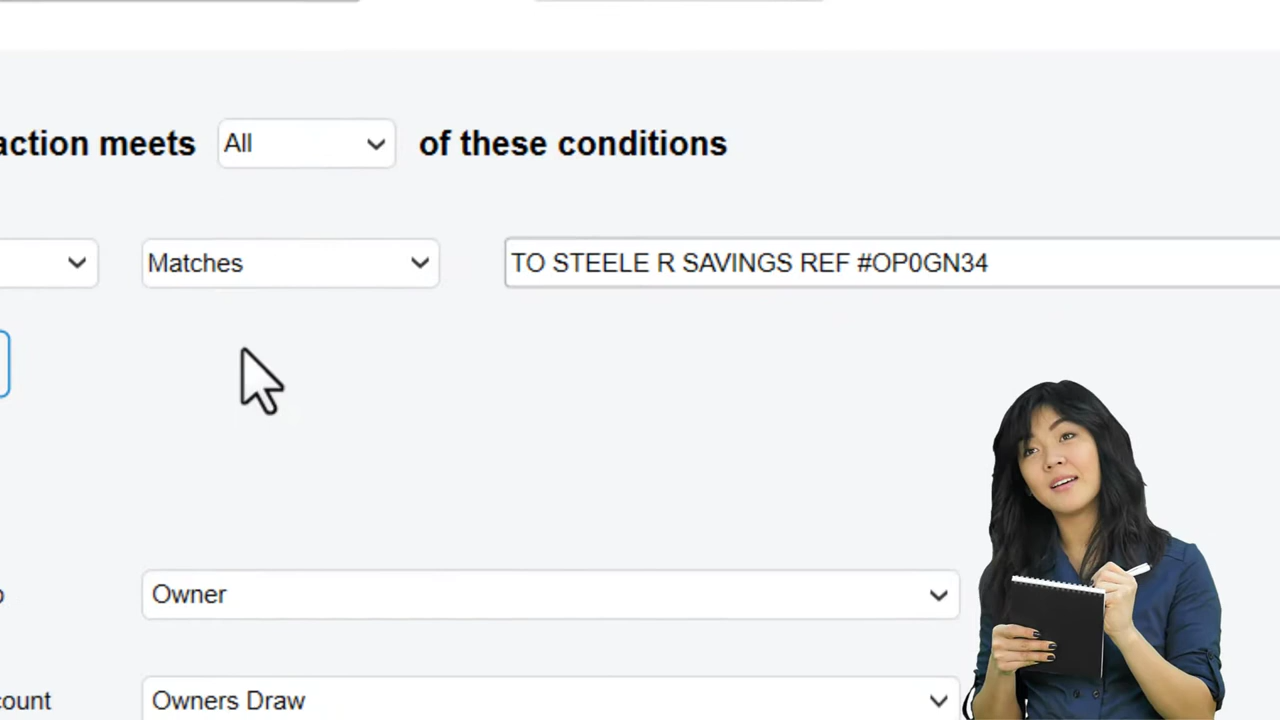 action meets All of these conditions
Matches TO STEELE R SAVINGS REF #OP0GN34
Owner
count Owners Draw